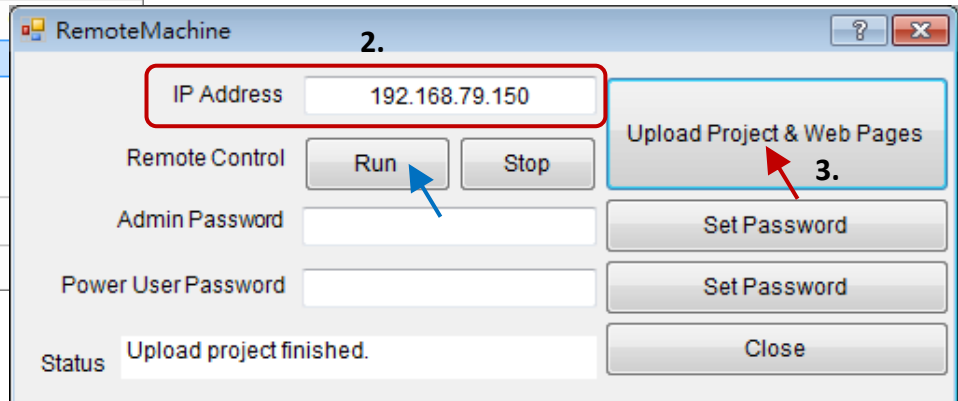 RemoteMachine
2.
IP Address 192.168.79.150
Upload Project & Web Pages
Remote Control Run Stop
3.
Admin Password Set Password
Power User Password Set Password
Status Upload project finished. Close